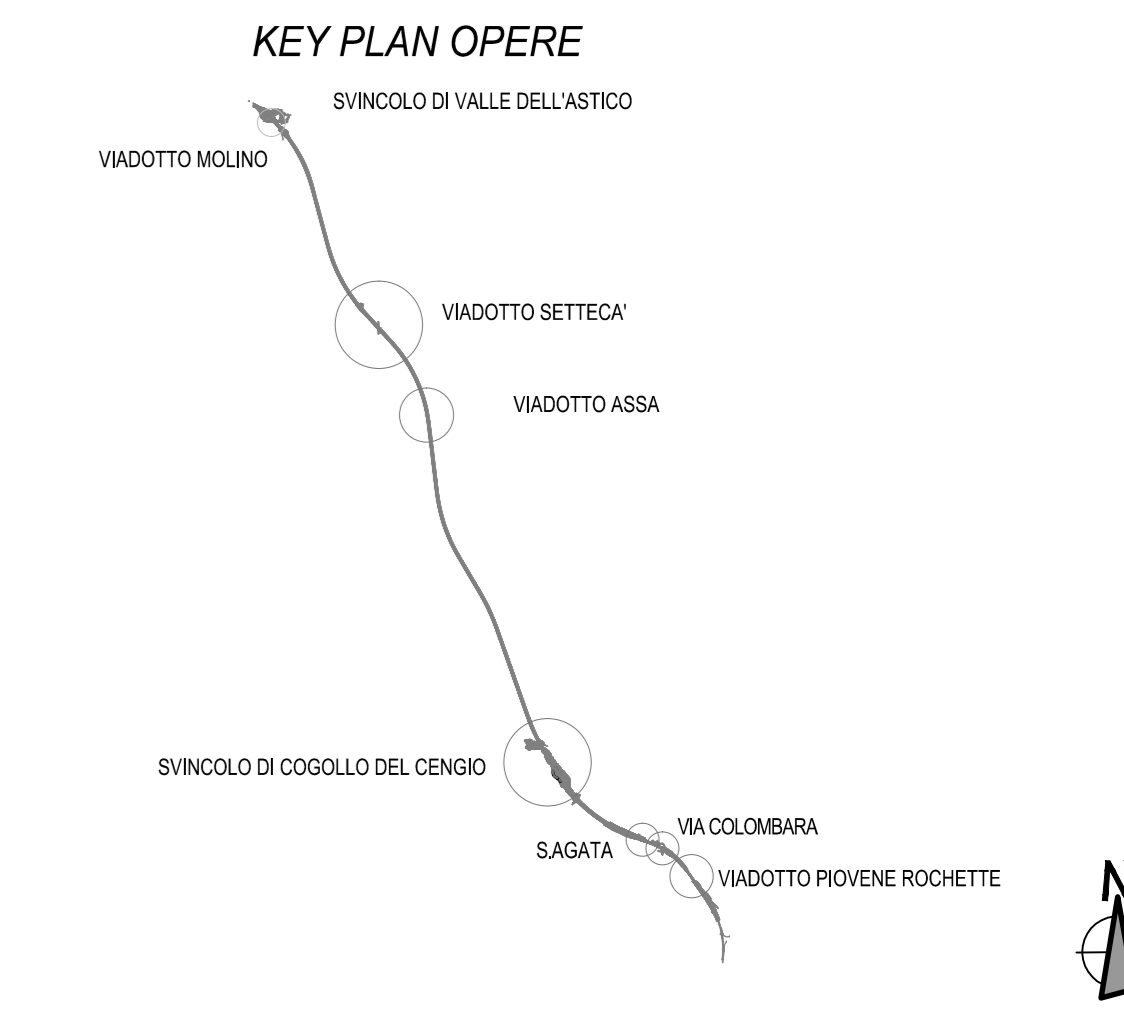 KEY PLAN OPERE
SVINCOLO DI VALLE DELL'ASTICO
VIADOTTO MOLINO
VIADOTTO SETTECA'
VIADOTTO ASSA
SVINCOLO DI COGOLLO DEL CENGIO
VIA COLOMBARA
S.AGATA
VIADOTTO PIOVENE ROCHETTE
N